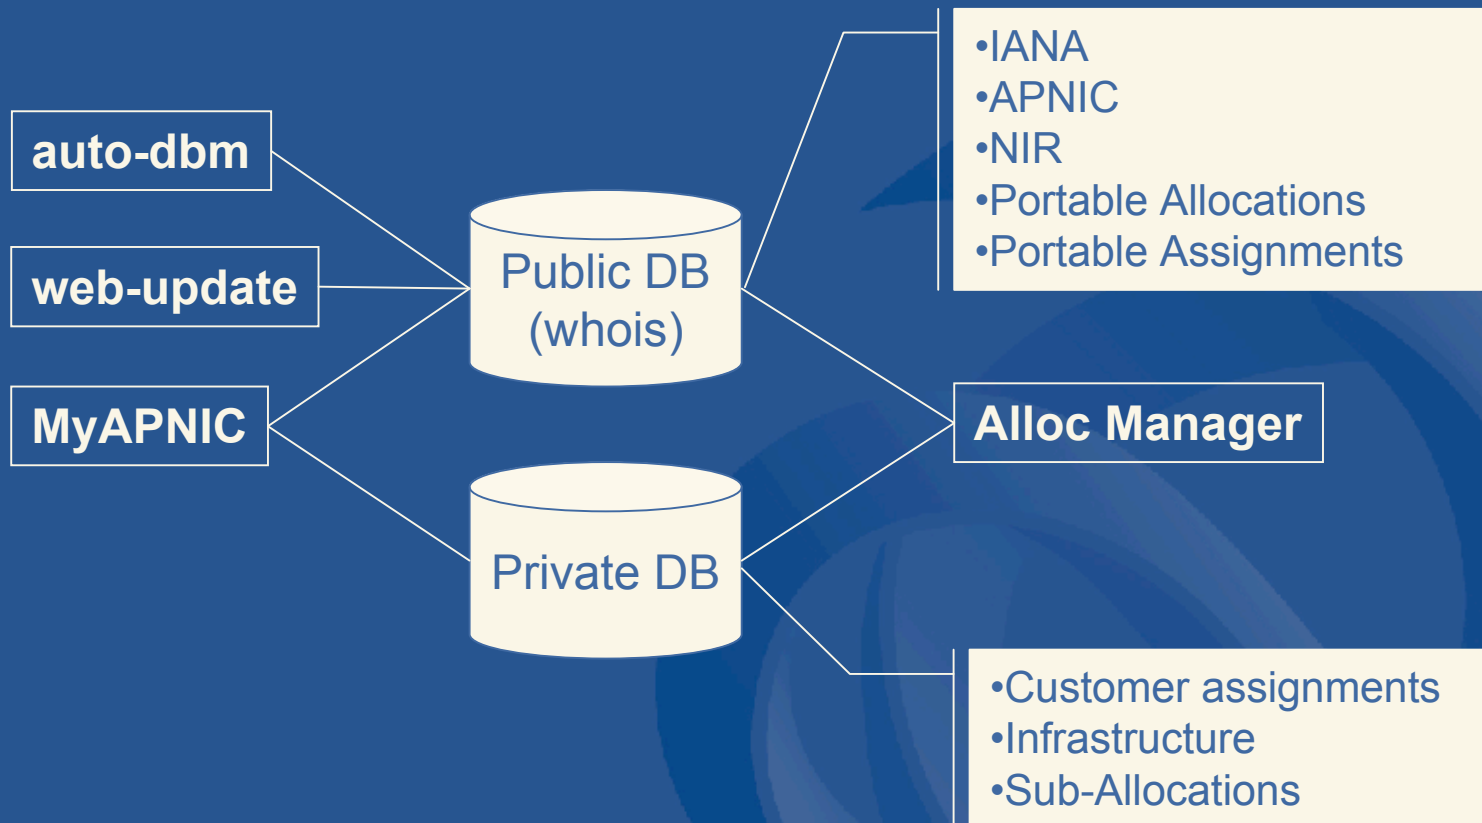 auto-dbm
web-update
MyAPNIC
Public DB
(whois)
Private DB
•IANA
•APNIC
•NIR
•Portable Allocations
•Portable Assignments
Alloc Manager
•Customer assignments
•Infrastructure
•Sub-Allocations